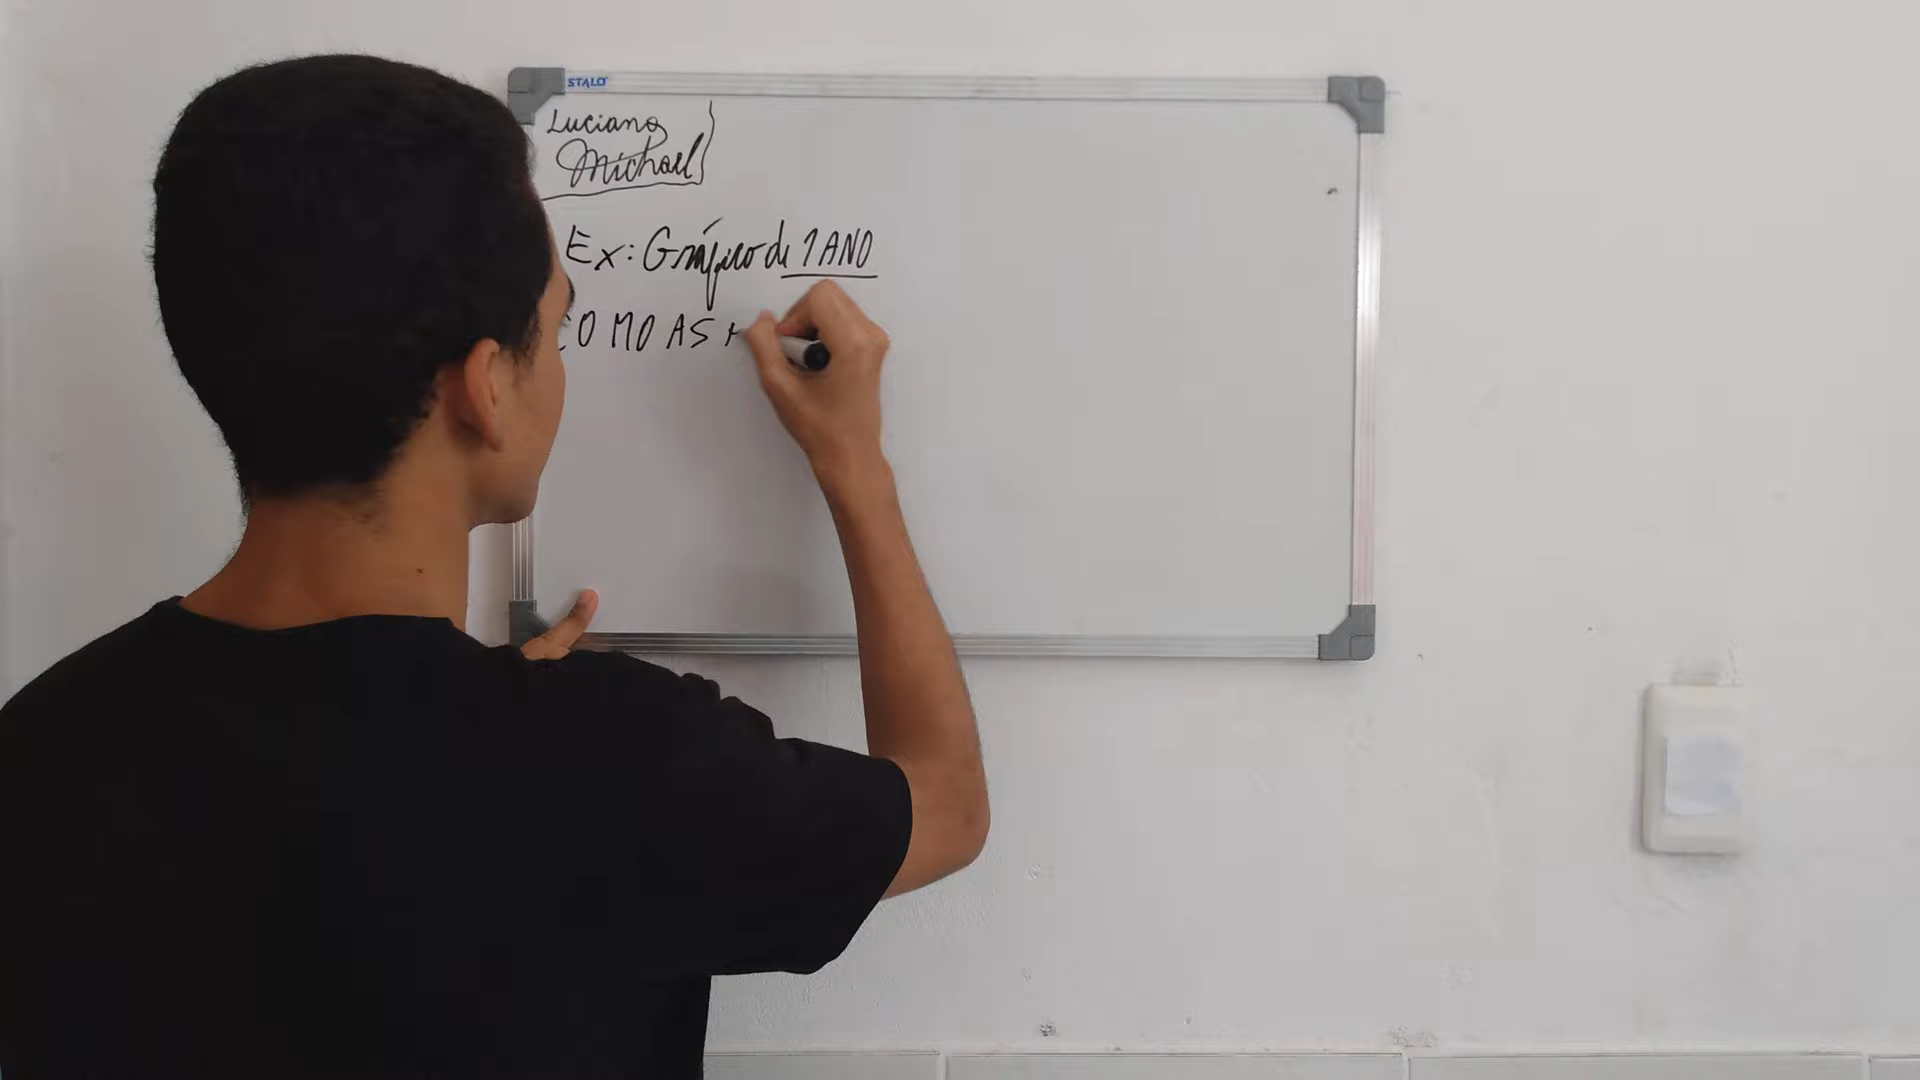 STALO
Luciano
Michael
Ex: Gráfico de 1 ANO
COMO AS